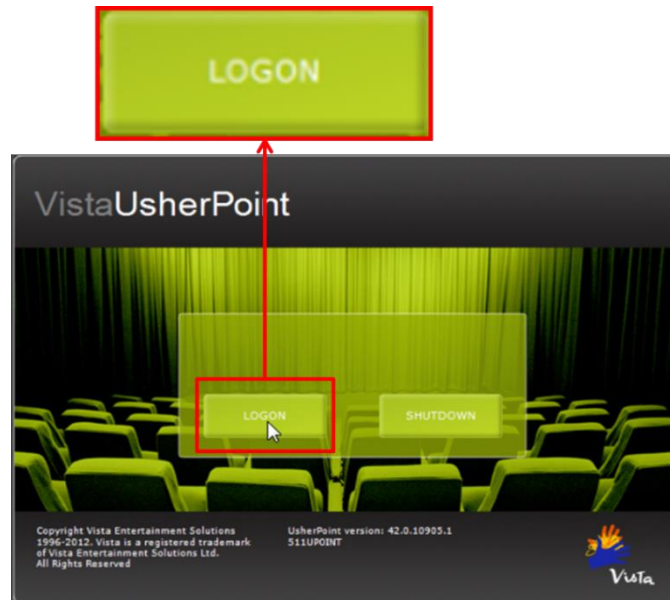 LOGON
VistaUsherPoint
LOGON
SHUTDOWN
Copyright Vista Entertainment Solutions
1996-2012. Vista is a registered trademark
of Vista Entertainment Solutions Ltd.
All Rights Reserved
UsherPoint version: 42.0.10905.1
511UPOINT
Vista